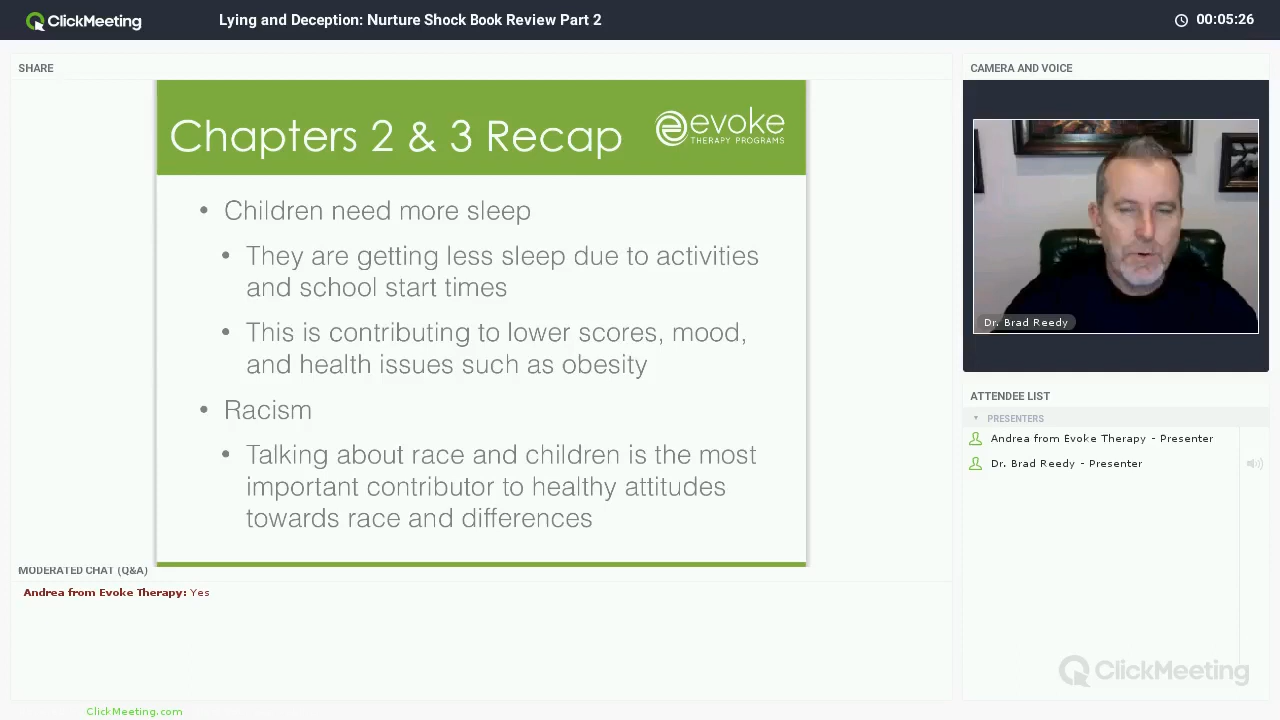 ClickMeeting
Lying and Deception: Nurture Shock Book Review Part 2
00:05:26
SHARE
Chapters 2 & 3 Recap
evoke
THERAPY PROGRAMS
• Children need more sleep
• They are getting less sleep due to activities
and school start times
• This is contributing to lower scores, mood,
and health issues such as obesity
• Racism
• Talking about race and children is the most
important contributor to healthy attitudes
towards race and differences
MODERATED CHAT (Q&A)
Andrea from Evoke Therapy: Yes
CAMERA AND VOICE
Dr. Brad Reedy
ATTENDEE LIST
PRESENTERS
Andrea from Evoke Therapy - Presenter
Dr. Brad Reedy - Presenter
ClickMeeting
ClickMeeting.com